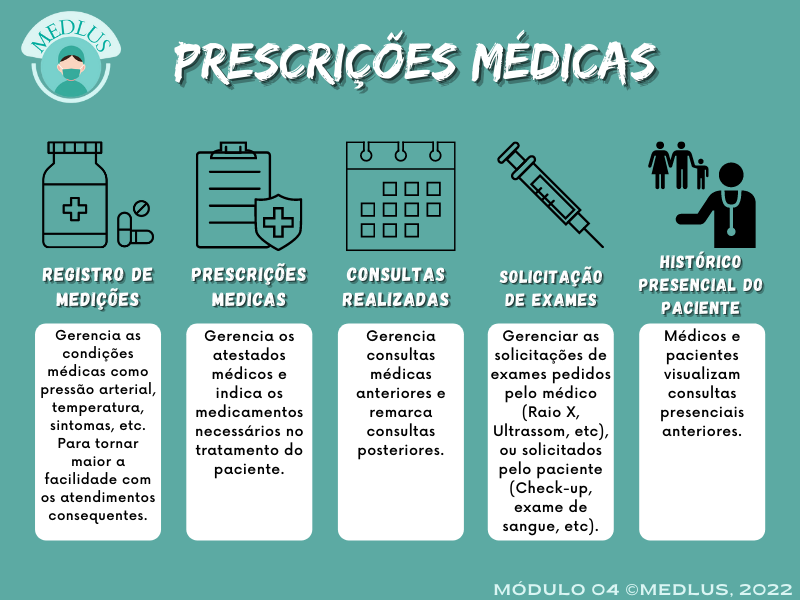 MEDLUS
PRESCRIÇÕES MÉDICAS
REGISTRO DE
MEDIÇÕES
Gerencia as
condições
médicas como
pressão arterial,
temperatura,
sintomas, etc.
Para tornar
maior a
facilidade com
os atendimentos
consequentes.
PRESCRIÇÕES
MEDICAS
Gerencia os
atestados
médicos e
indica os
medicamentos
necessários no
tratamento do
paciente.
CONSULTAS
REALIZADAS
Gerencia
consultas
médicas
anteriores e
remarca
consultas
posteriores.
SOLICITAÇÃO
DE EXAMES
Gerenciar as
solicitações de
exames pedidos
pelo médico
(Raio X,
Ultrassom, etc),
ou solicitados
pelo paciente
(Check-up,
exame de
sangue, etc).
HISTÓRICO
PRESENCIAL DO
PACIENTE
Médicos e
pacientes
visualizam
consultas
presenciais
anteriores.
MÓDULO 04 ©MEDLUS, 2022